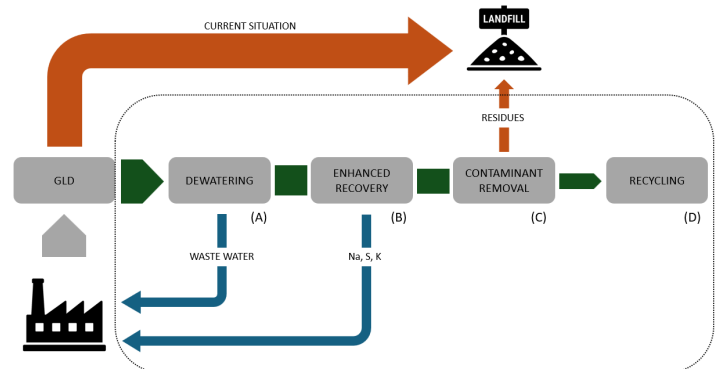 CURRENT SITUATION
LANDFILL
RESIDUES
GLD
DEWATERING
ENHANCED
RECOVERY
CONTAMINANT
REMOVAL
RECYCLING
(A)
(B)
(C)
(D)
WASTE WATER
Na, S, K